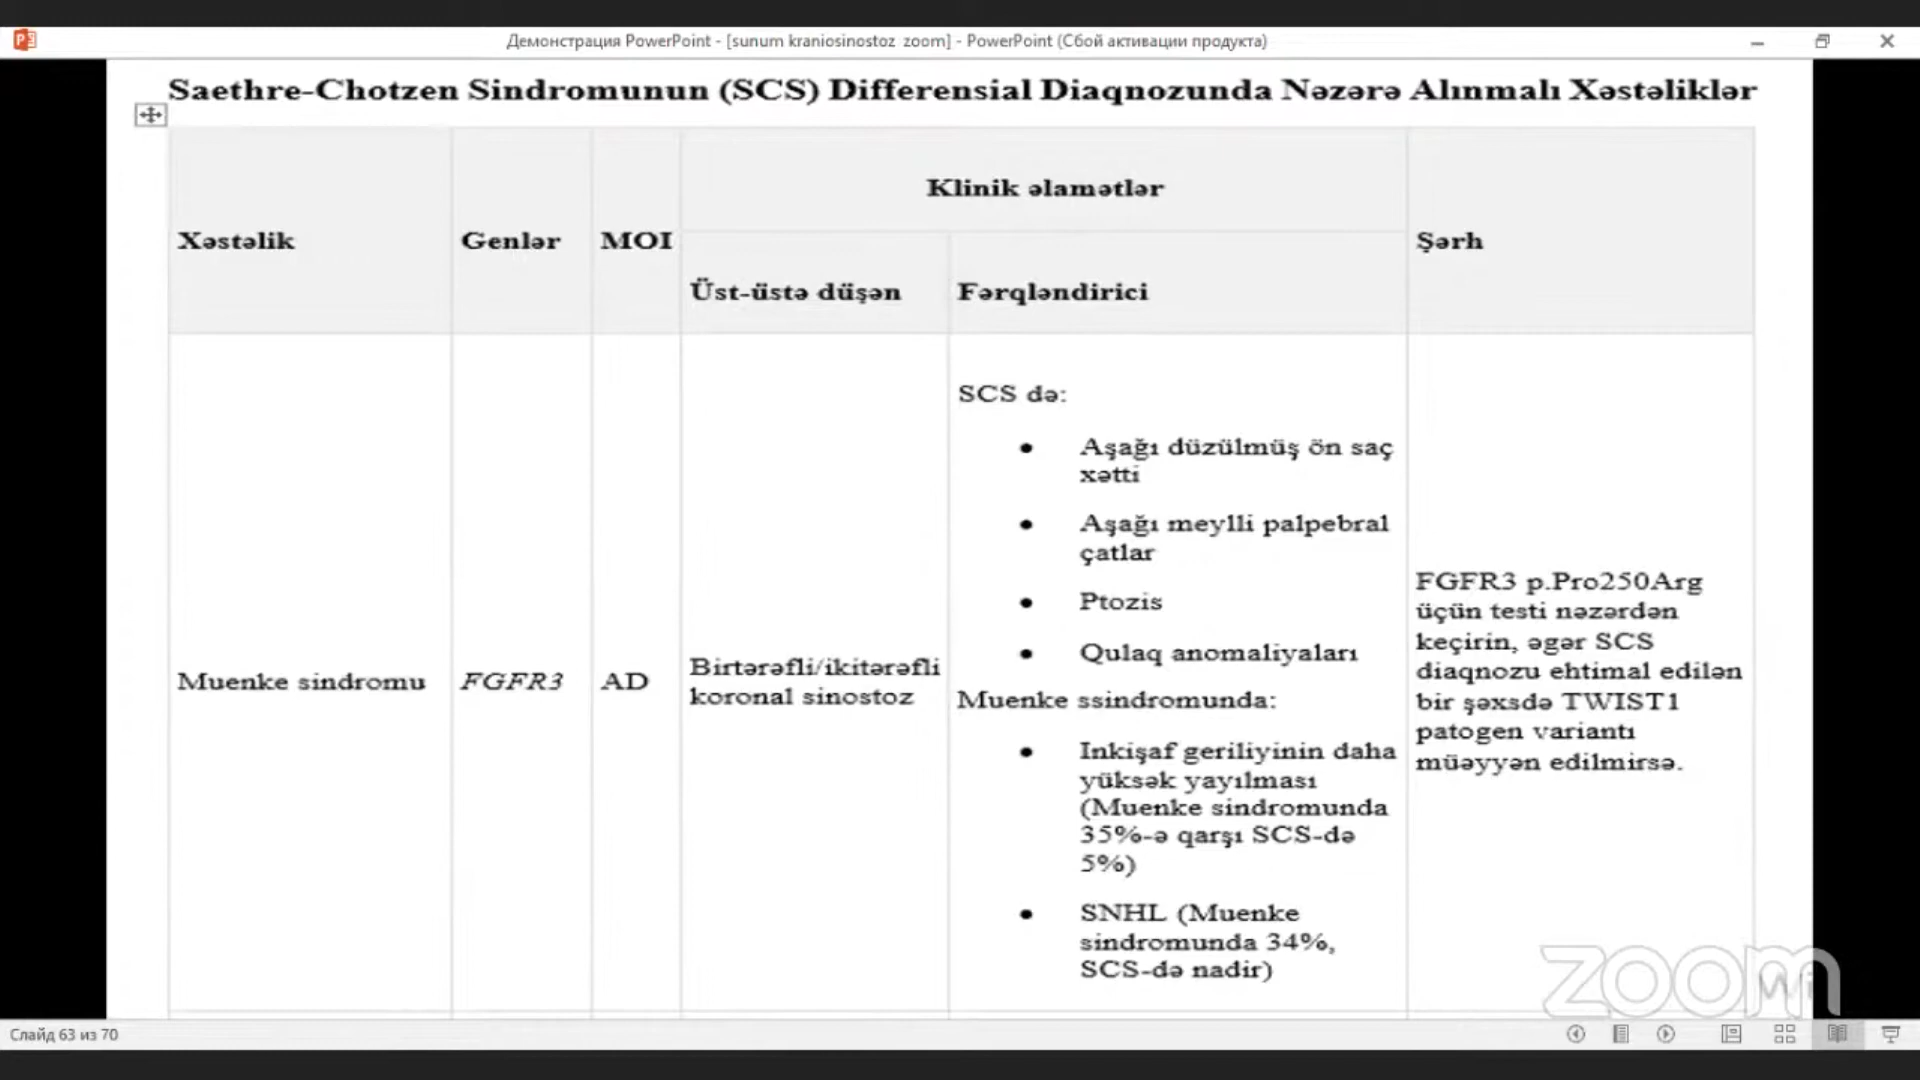 Демонстрация PowerPoint - [sunum kraniosinostoz zoom] - PowerPoint (Сбой активации продукта)
Saethre-Chotzen Sindromunun (SCS) Differensial Diaqnozunda Nəzərə Alınmalı Xəstəliklər
Klinik əlamətlər
Xəstəlik
Genlər
MOI
Şərh
Üst-üstə düşən
Fərqləndirici
Muenke sindromu
FGFR3
AD
Birtərəfli/ikitərəfli
koronal sinostoz
SCS də:
Aşağı düzülmüş ön saç
xətti
Aşağı meylli palpebral
çatlar
Ptozis
Qulaq anomaliyaları
Muenke ssindromunda:
Inkişaf geriliyinin daha
yüksək yayılması
(Muenke sindromunda
35%-ə qarşı SCS-də
5%)
SNHL (Muenke
sindromunda 34%,
SCS-də nadir)
FGFR3 p.Pro250Arg
üçün testi nəzərdən
keçirin, əgər SCS
diaqnozu ehtimal edilən
bir şəxsdə TWIST1
patogen variantı
müəyyən edilmirsə.
zoom
Слайд 63 из 70